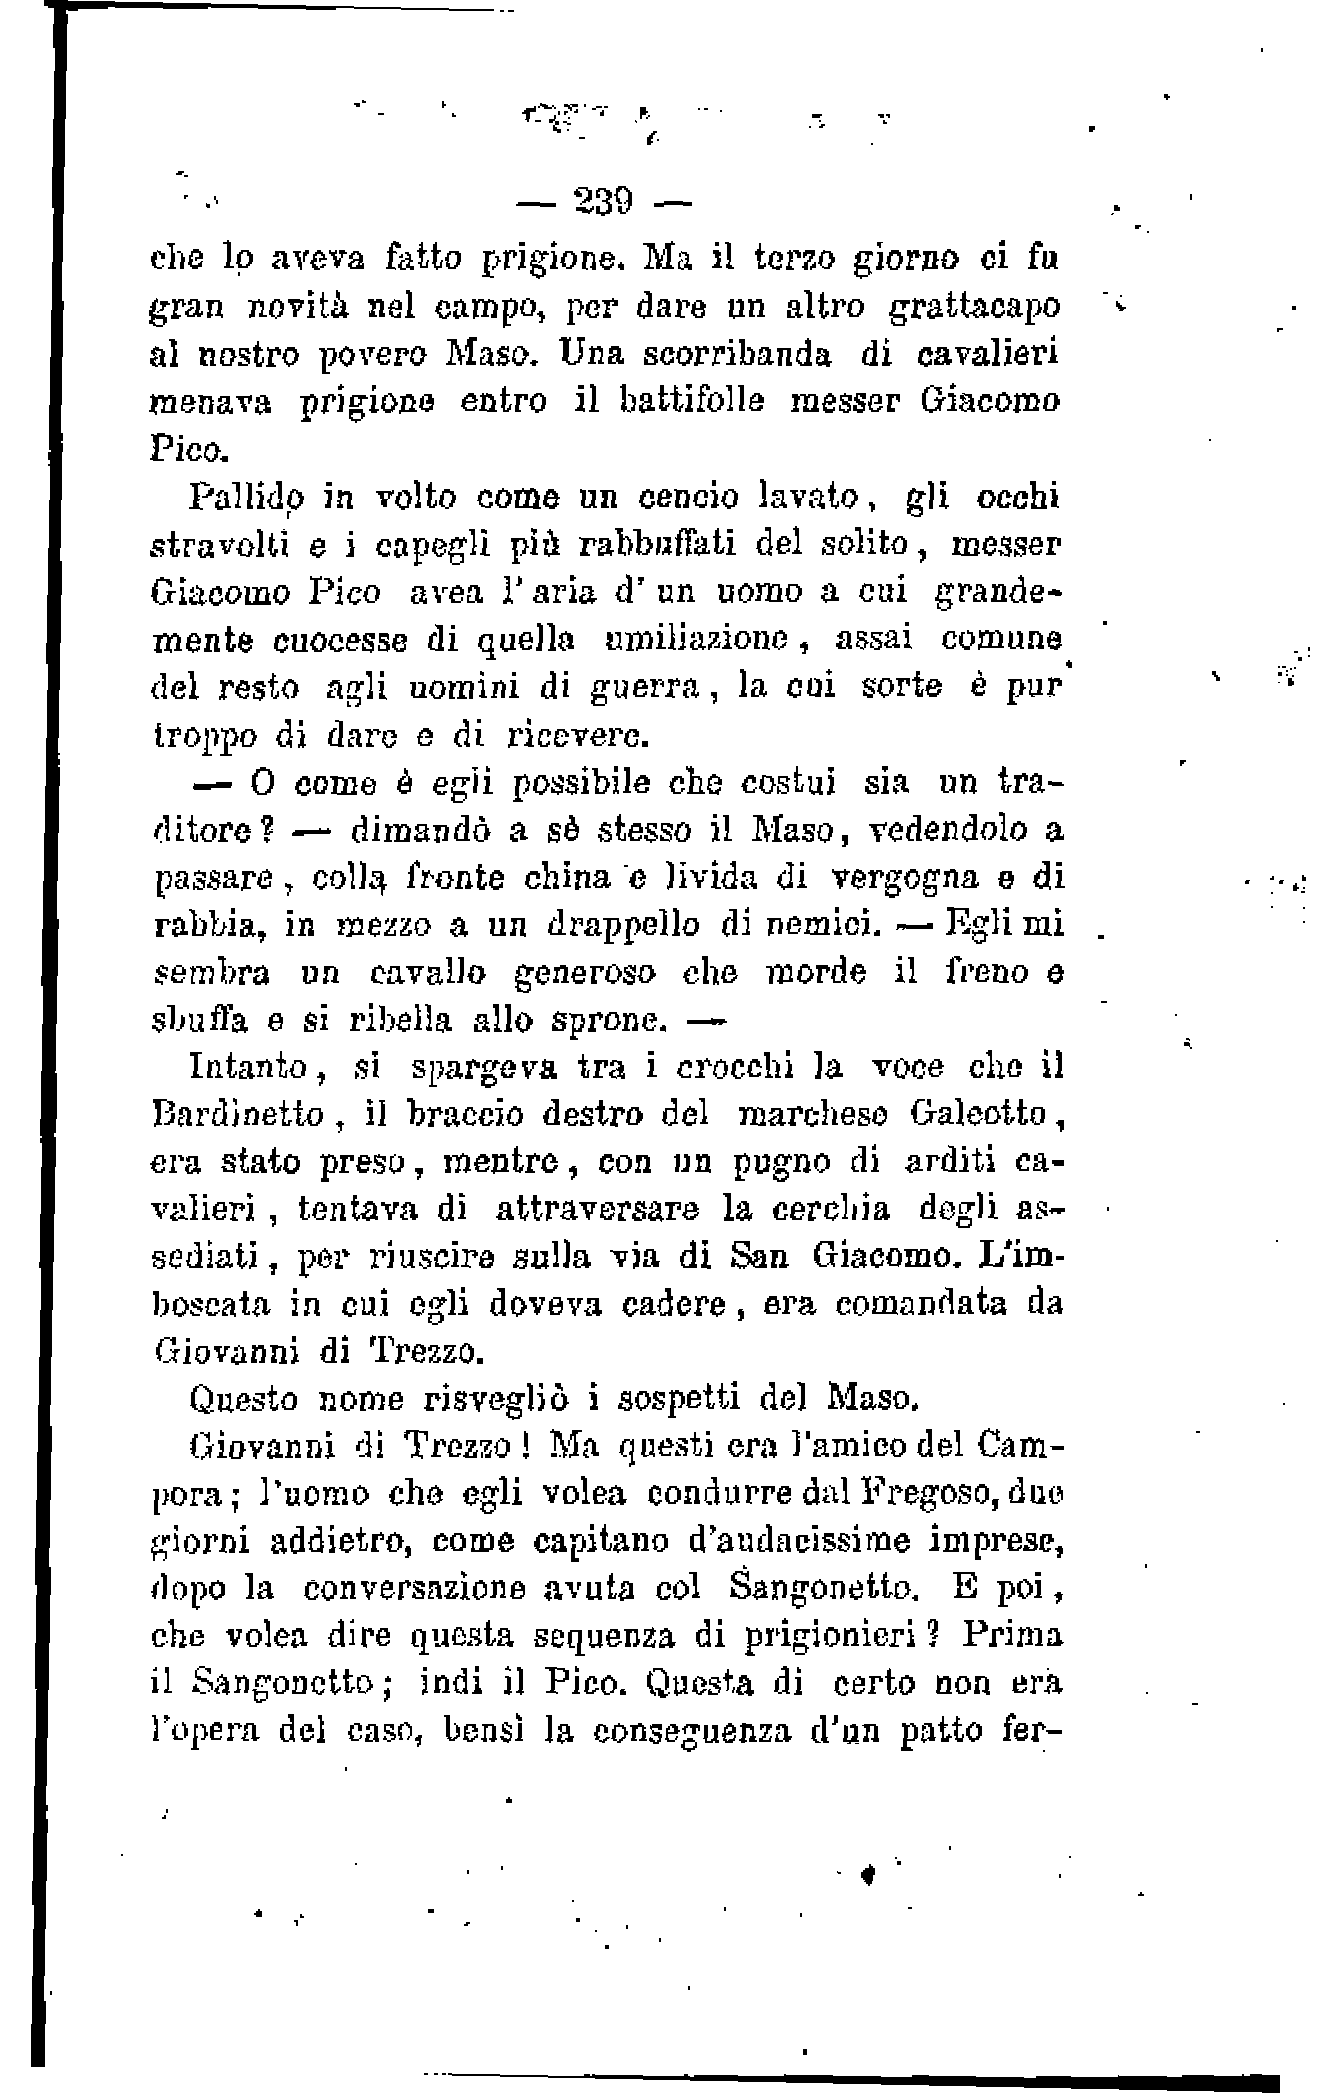 — 239 —
che lo aveva fatto prigione. Ma il terzo giorno ci fu
gran novità nel campo, per dare un altro grattacapo
al nostro povero Maso. Una scorribanda di cavalieri
menava prigione entro il battifolle messer Giacomo
Pico.
Pallido in volto come un cencio lavato, gli occhi
stravolti e i capegli più rabbuffati del solito, messer
Giacomo Pico avea l'aria d'un uomo a cui grande-
mente cuocesse di quella umiliazione, assai comune
del resto agli uomini di guerra, la cui sorte è pur
troppo di dare e di ricevere.
— O come è egli possibile che costui sia un tra-
ditore? — dimandò a sè stesso il Maso, vedendolo a
passare, colla fronte china e livida di vergogna e di
rabbia, in mezzo a un drappello di nemici. — Egli mi
sembra un cavallo generoso che morde il freno e
sbuffa e si ribella allo sprone. —
Intanto, si spargeva tra i crocchi la voce che il
Bardinetto, il braccio destro del marchese Galeotto,
era stato preso, mentre, con un pugno di arditi ca-
valieri, tentava di attraversare la cerchia degli as-
sediati, per riuscire sulla via di San Giacomo. L'im-
boscata in cui egli doveva cadere, era comandata da
Giovanni di Trezzo.
Questo nome risvegliò i sospetti del Maso.
Giovanni di Trezzo! Ma questi era l'amico del Cam-
pora; l'uomo che egli volea condurre dal Fregoso, due
giorni addietro, come capitano d'audacissime imprese,
dopo la conversazione avuta col Sangonetto. E poi,
che volea dire questa sequenza di prigionieri? Prima
il Sangonetto; indi il Pico. Questa di certo non era
l'opera del caso, bensì la conseguenza d'un patto fer-